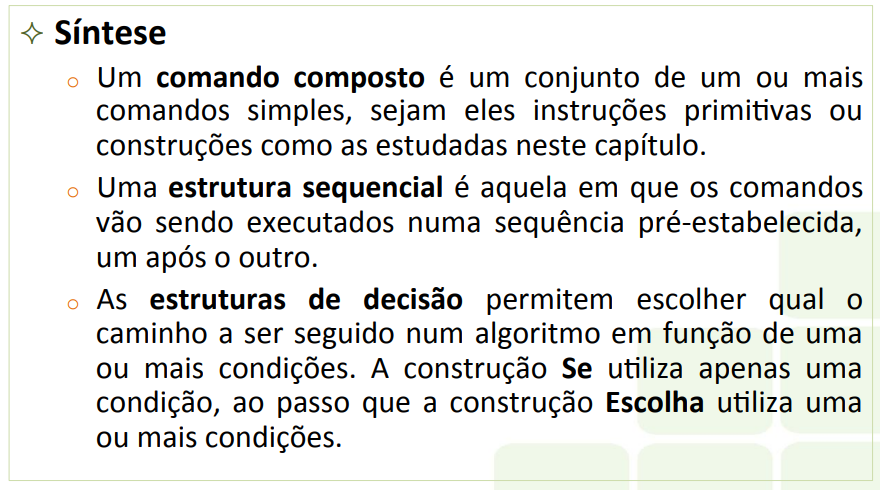 Síntese
Um comando composto é um conjunto de um ou mais
comandos simples, sejam eles instruções primitivas ou
construções como as estudadas neste capítulo.
Uma estrutura sequencial é aquela em que os comandos
vão sendo executados numa sequência pré-estabelecida,
um após o outro.
As estruturas de decisão permitem escolher qual o
caminho a ser seguido num algoritmo em função de uma
ou mais condições. A construção Se utiliza apenas uma
condição, ao passo que a construção Escolha utiliza uma
ou mais condições.